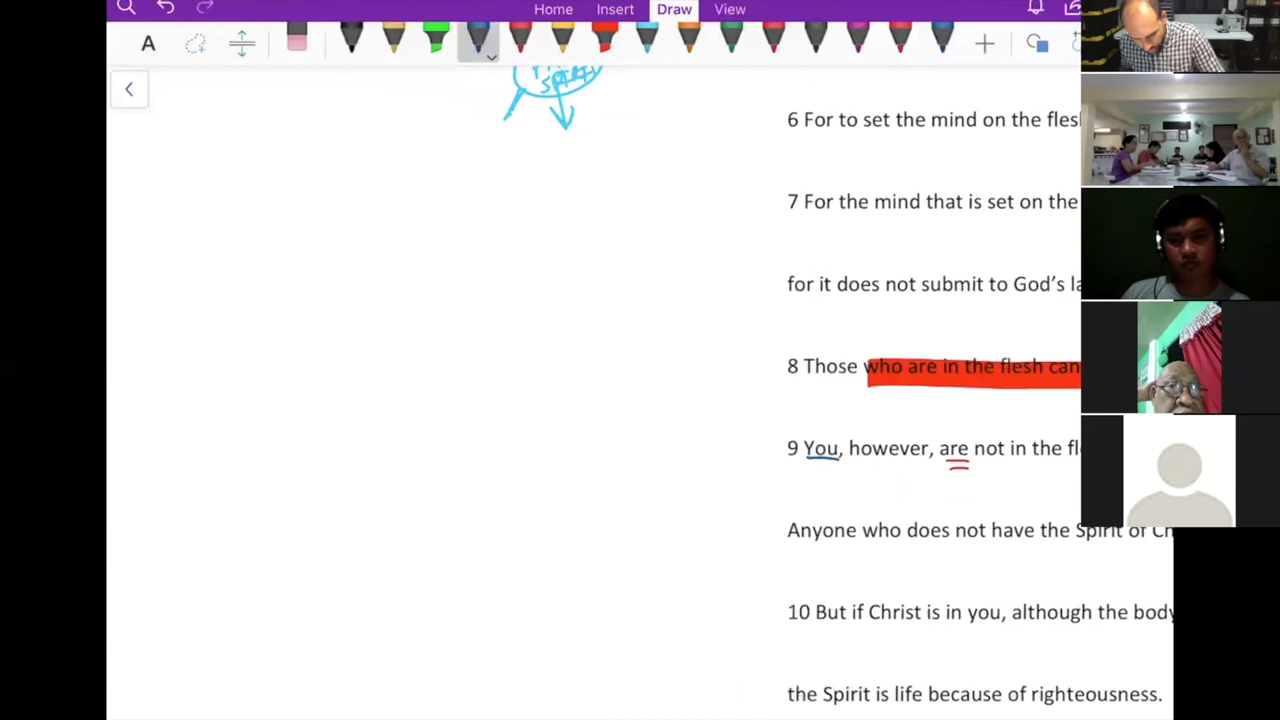 Home Insert Draw View
A
spirit
6 For to set the mind on the flesh
7 For the mind that is set on the
for it does not submit to God's la
8 Those who are in the flesh can
9 You, however, are not in the fl
Anyone who does not have the Spirit of Ch
10 But if Christ is in you, although the body
the Spirit is life because of righteousness.